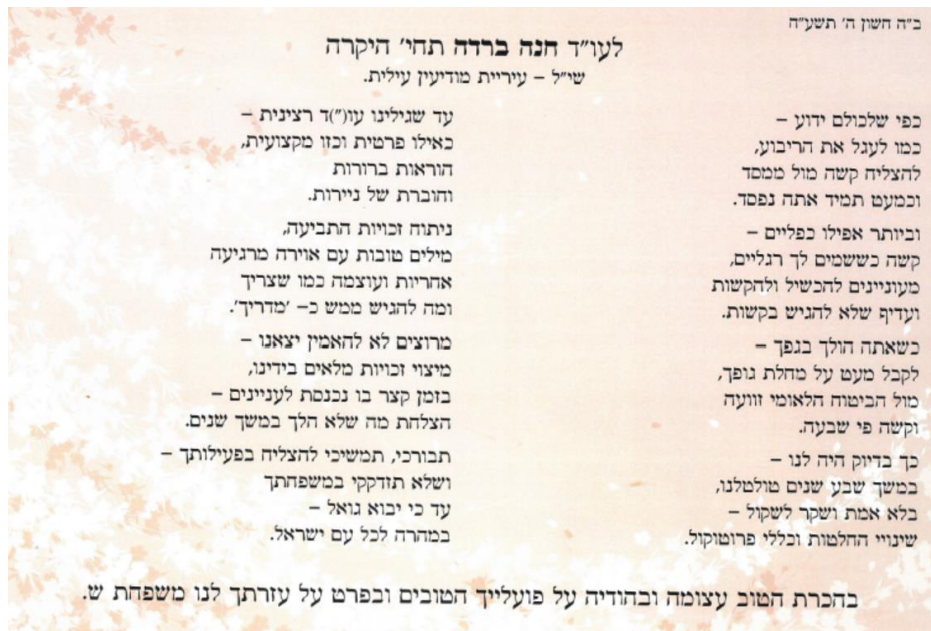 ב״ה חשון ה׳ תשע״ח
לעו״ד חנה ברדה תחי׳ היקרה
שי״ל – עיריית מודיעין עילית.
כפי שלכולם ידוע –
כמו לעגל את הריבוע,
להצליח קשה מול ממסד
וכמעט תמיד אתה נפסד.
וביותר אפילו כפליים –
קשה כששמים לך רגליים,
מעוניינים להכשיל ולהקשות
ועדיף שלא להגיש בקשות.
כשאתה הולך בגפך –
לקבל מעט על מחלת גופך,
מול הביטוח הלאומי זוועה
וקשה פי שבעה.
כך בדיוק היה לנו –
במשך שבע שנים טולטלנו,
בלא אמת ושקר לשקול –
שינויי החלטות וכללי פרוטוקול.
עד שגילינו עו(״)ד רצינית –
כאילו פרטית וכזו מקצועית,
הוראות ברורות
וחוברת של ניירות.
ניתוח זכויות התביעה,
מילים טובות עם אוירה מרגיעה
אחריות ועוצמה כמו שצריך
ומה להגיש ממש כ– ׳מדריך׳.
מרוצים לא להאמין יצאנו –
מיצוי זכויות מלאים בידינו,
בזמן קצר בו נכנסת לעניינים –
הצלחת מה שלא הלך במשך שנים.
תבורכי, תמשיכי להצליח בפעילותך –
ושלא תזדקקי במשפחתך
עד כי יבוא גואל –
במהרה לכל עם ישראל.
בהכרת הטוב עצומה ובהודיה על פועלייך הטובים ובפרט על עזרתך לנו משפחת ש.